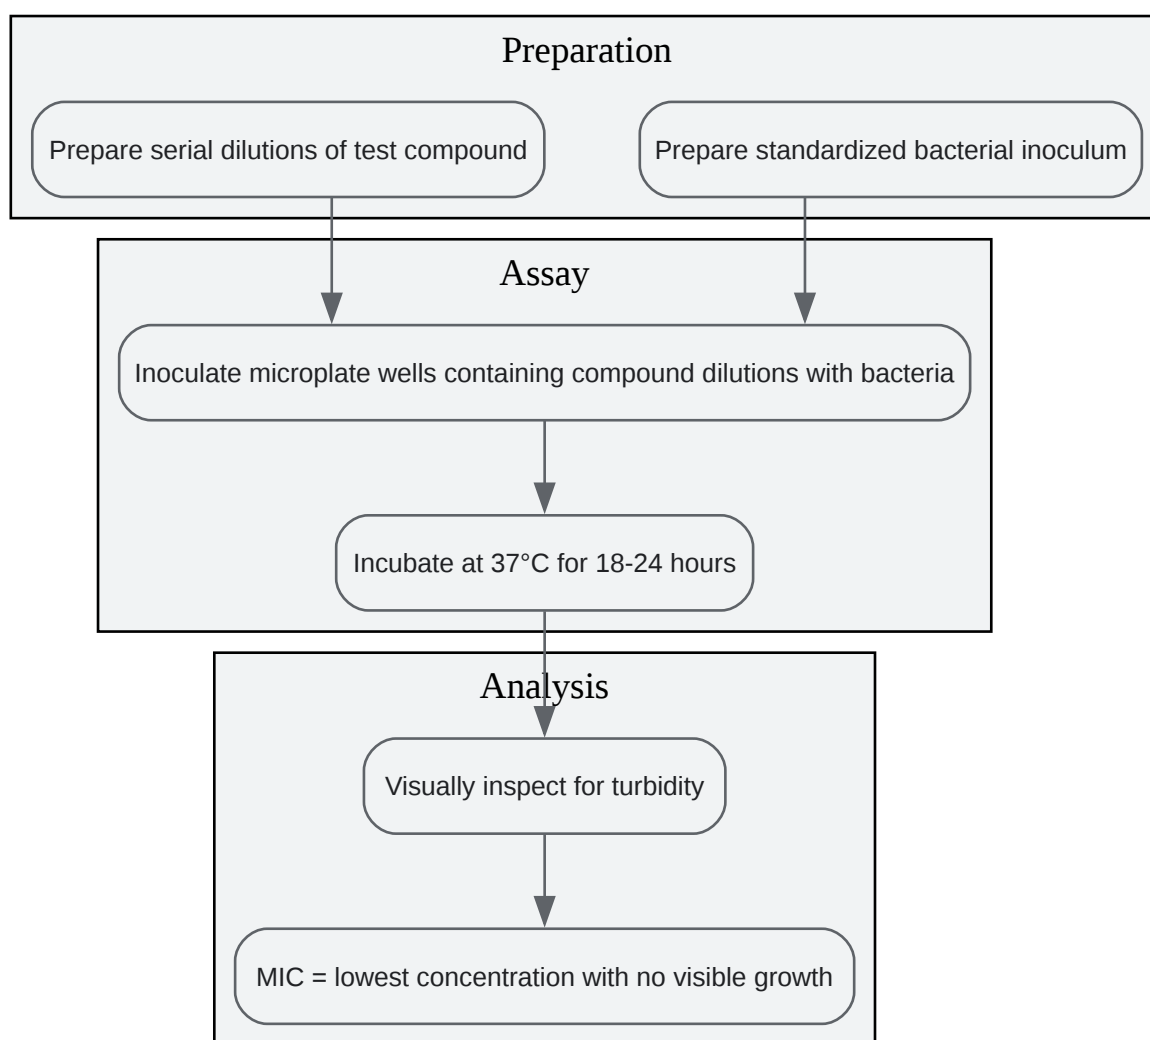 Preparation
Prepare serial dilutions of test compound
Prepare standardized bacterial inoculum
Assay
Inoculate microplate wells containing compound dilutions with bacteria
Incubate at 37°C for 18-24 hours
Analysis
Visually inspect for turbidity
MIC = lowest concentration with no visible growth